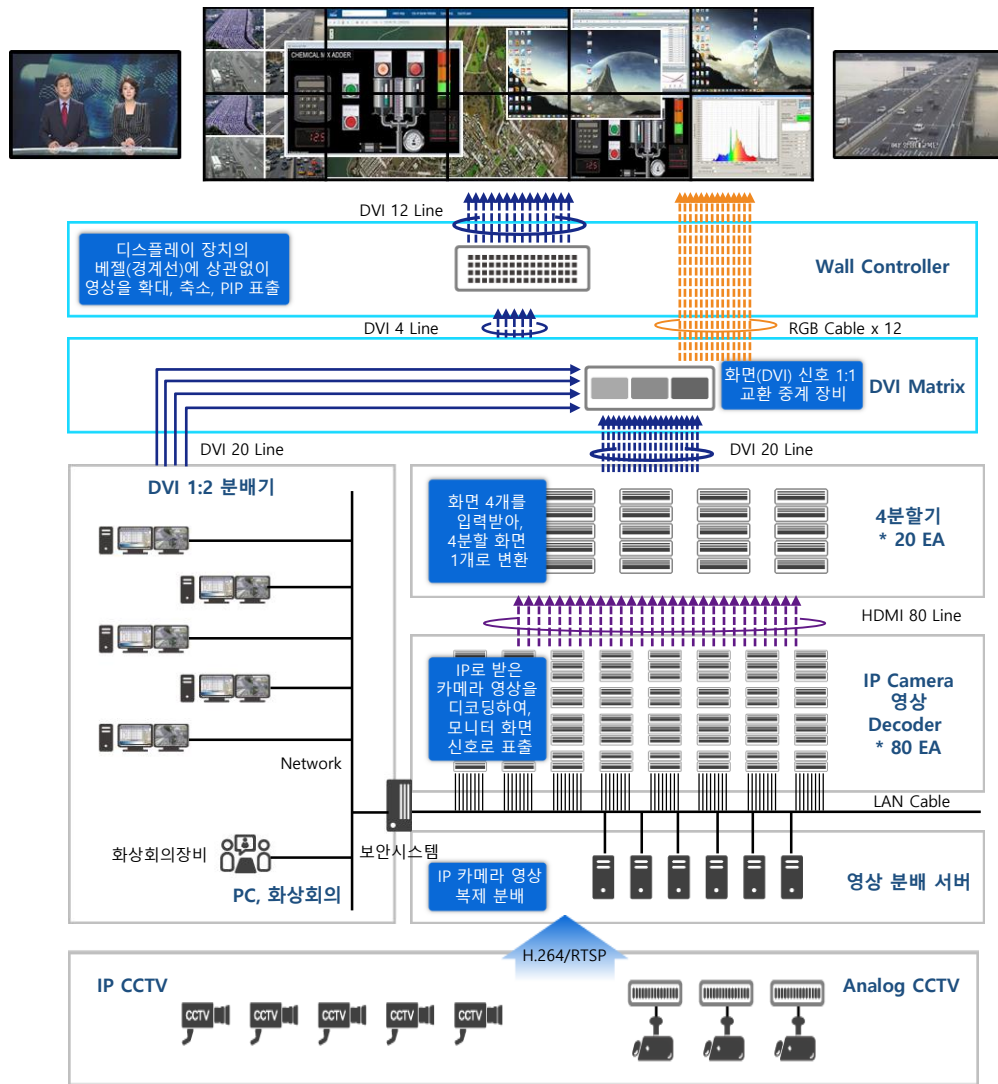 CHEMICAL MIX ADDER
125
125
DVI 12 Line
디스플레이 장치의
베젤(경계선)에 상관없이
영상을 확대, 축소, PIP 표출
Wall Controller
DVI 4 Line
RGB Cable x 12
화면(DVI) 신호 1:1
교환 중계 장비
DVI Matrix
DVI 20 Line
DVI 20 Line
DVI 1:2 분배기
화면 4개를
입력받아,
4분할 화면
1개로 변환
4분할기
* 20 EA
HDMI 80 Line
IP로 받은
카메라 영상을
디코딩하여,
모니터 화면
신호로 표출
IP Camera
영상
Decoder
* 80 EA
Network
LAN Cable
화상회의장비
보안시스템
PC, 화상회의
IP 카메라 영상
복제 분배
영상 분배 서버
H.264/RTSP
IP CCTV
Analog CCTV
CCTV
CCTV
CCTV
CCTV
CCTV